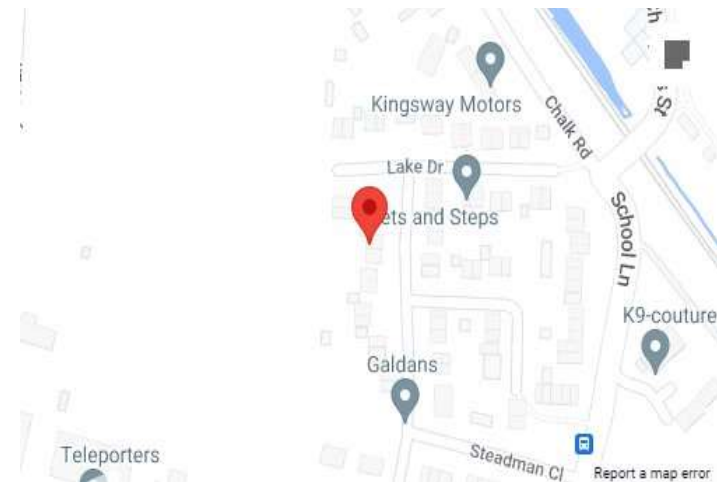 Kingsway Motors
Chalk Rd
Lake Dr
ets and Steps
School Ln
K9-couture
Galdans
Teleporters
Steadman Cl
Report a map error
St